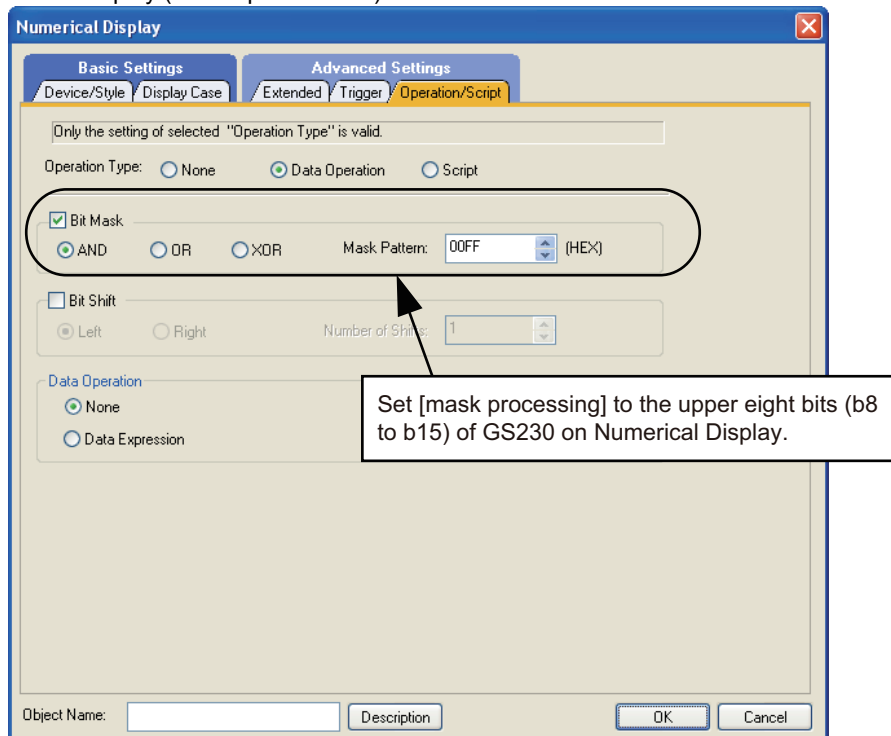 Numerical Display
Basic Settings
Advanced Settings
Device/Style
Display Case
Extended
Trigger
Operation/Script
Only the setting of selected "Operation Type" is valid.
Operation Type: None Data Operation Script
Bit Mask
AND OR XOR Mask Pattern: 00FF (HEX)
Bit Shift
Left Right Number of Shifts: 1
Data Operation
None
Data Expression
Set [mask processing] to the upper eight bits (b8
to b15) of GS230 on Numerical Display.
Object Name: Description OK Cancel